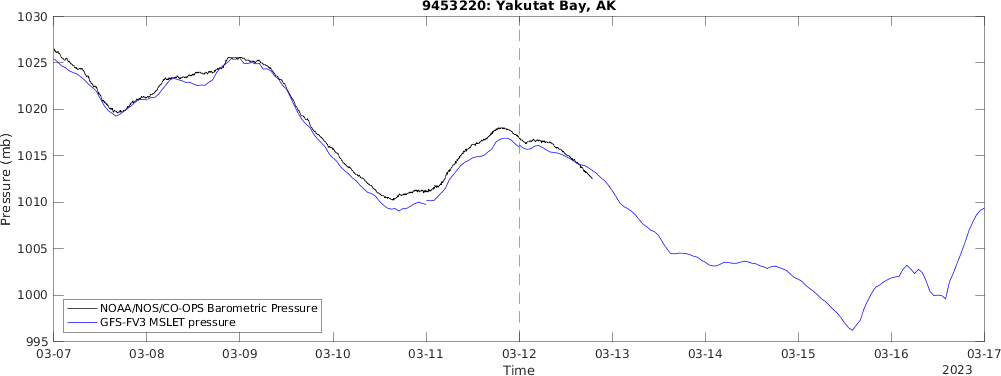 9453220: Yakutat Bay, AK
Pressure (mb)
1030
1025
1020
1015
1010
1005
1000
995
NOAA/NOS/CO-OPS Barometric Pressure
GFS-FV3 MSLET pressure
03-07 03-08 03-09 03-10 03-11 03-12 03-13 03-14 03-15 03-16 03-17
Time
2023